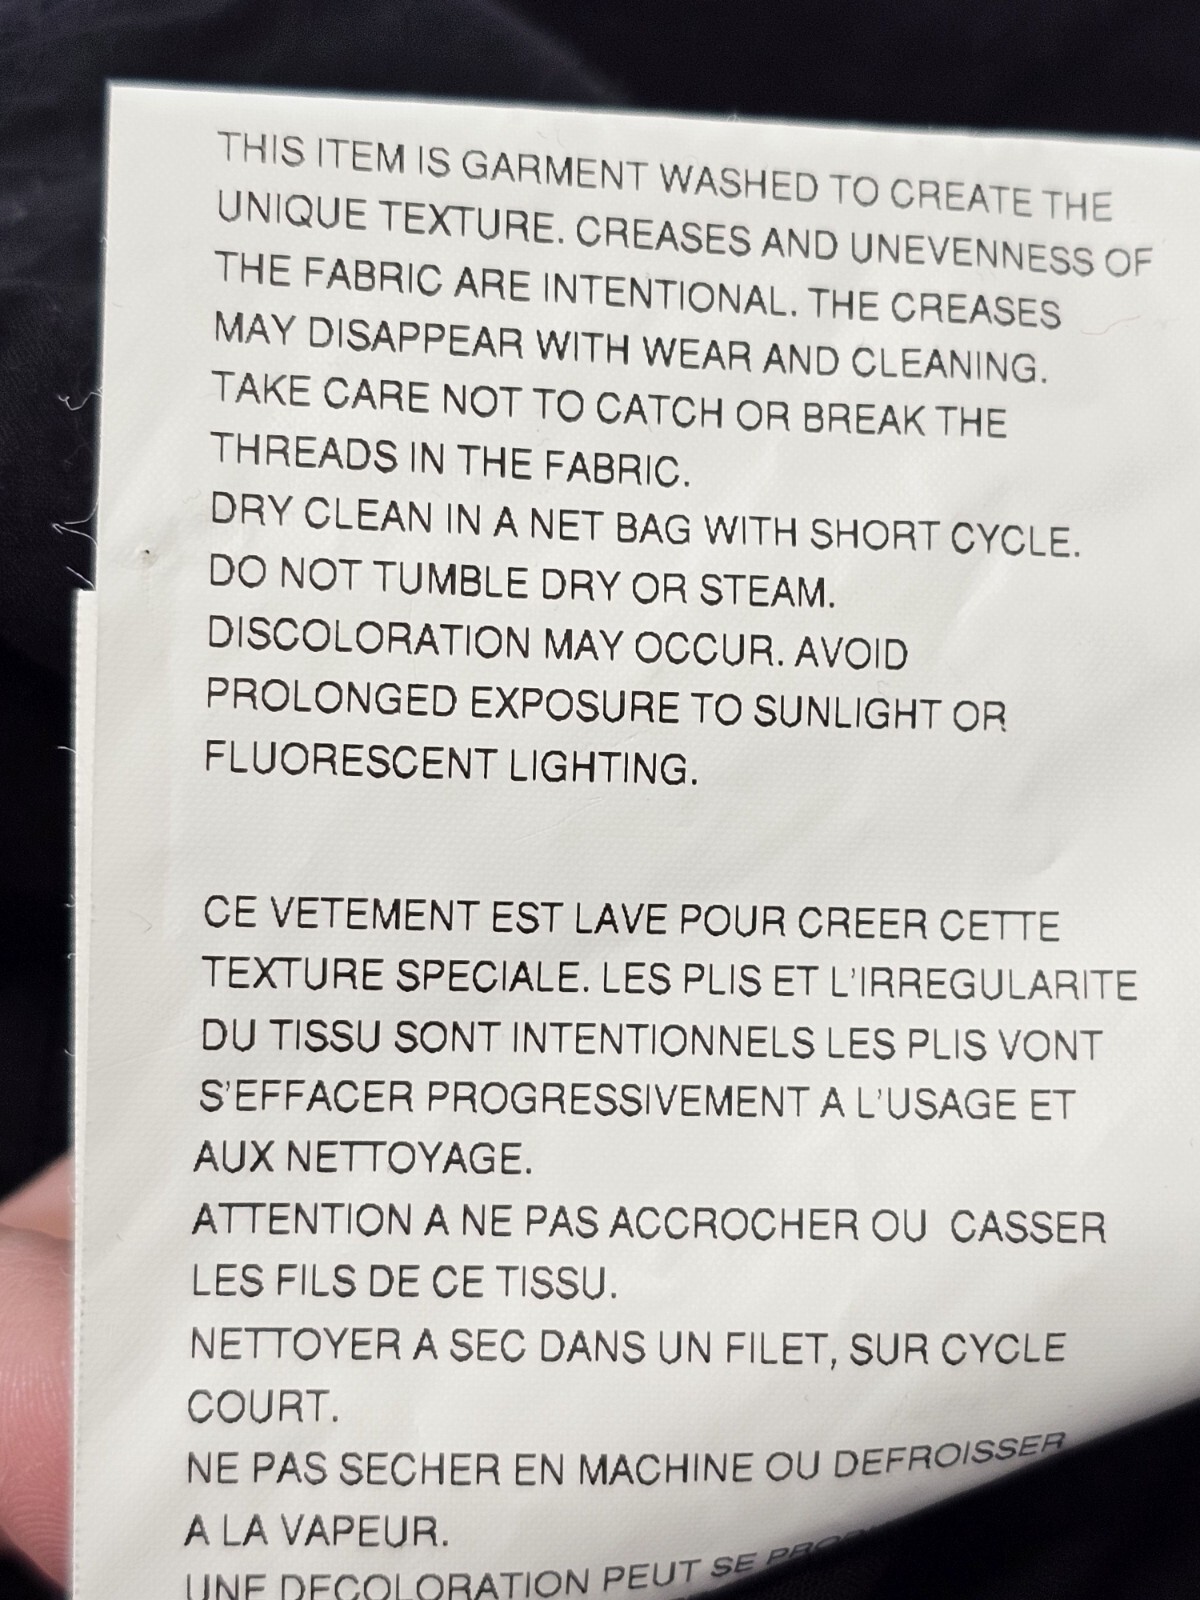 THIS ITEM IS GARMENT WASHED TO CREATE THE
UNIQUE TEXTURE. CREASES AND UNEVENNESS OF
THE FABRIC ARE INTENTIONAL. THE CREASES
MAY DISAPPEAR WITH WEAR AND CLEANING.
TAKE CARE NOT TO CATCH OR BREAK THE
THREADS IN THE FABRIC.
DRY CLEAN IN A NET BAG WITH SHORT CYCLE.
DO NOT TUMBLE DRY OR STEAM.
DISCOLORATION MAY OCCUR. AVOID
PROLONGED EXPOSURE TO SUNLIGHT OR
FLUORESCENT LIGHTING.
CE VETEMENT EST LAVE POUR CREER CETTE
TEXTURE SPECIALE. LES PLIS ET L'IRREGULARITE
DU TISSU SONT INTENTIONNELS LES PLIS VONT
S'EFFACER PROGRESSIVEMENT A L'USAGE ET
AUX NETTOYAGE.
ATTENTION A NE PAS ACCROCHER OU CASSER
LES FILS DE CE TISSU.
NETTOYER A SEC DANS UN FILET, SUR CYCLE
COURT.
NE PAS SECHER EN MACHINE OU DEFROISSER
A LA VAPEUR.
UNE DECOLORATION PEUT SE